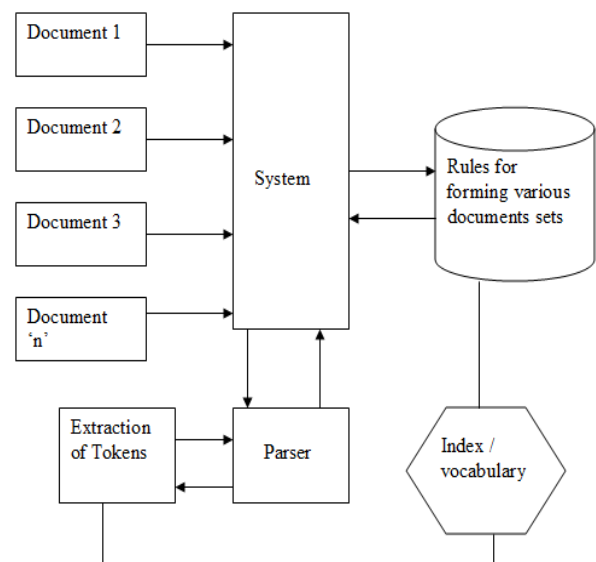 Document 1
Document 2
Document 3
Document
‘n’
System
Rules for
forming various
documents sets
Extraction
of Tokens
Parser
Index /
vocabulary